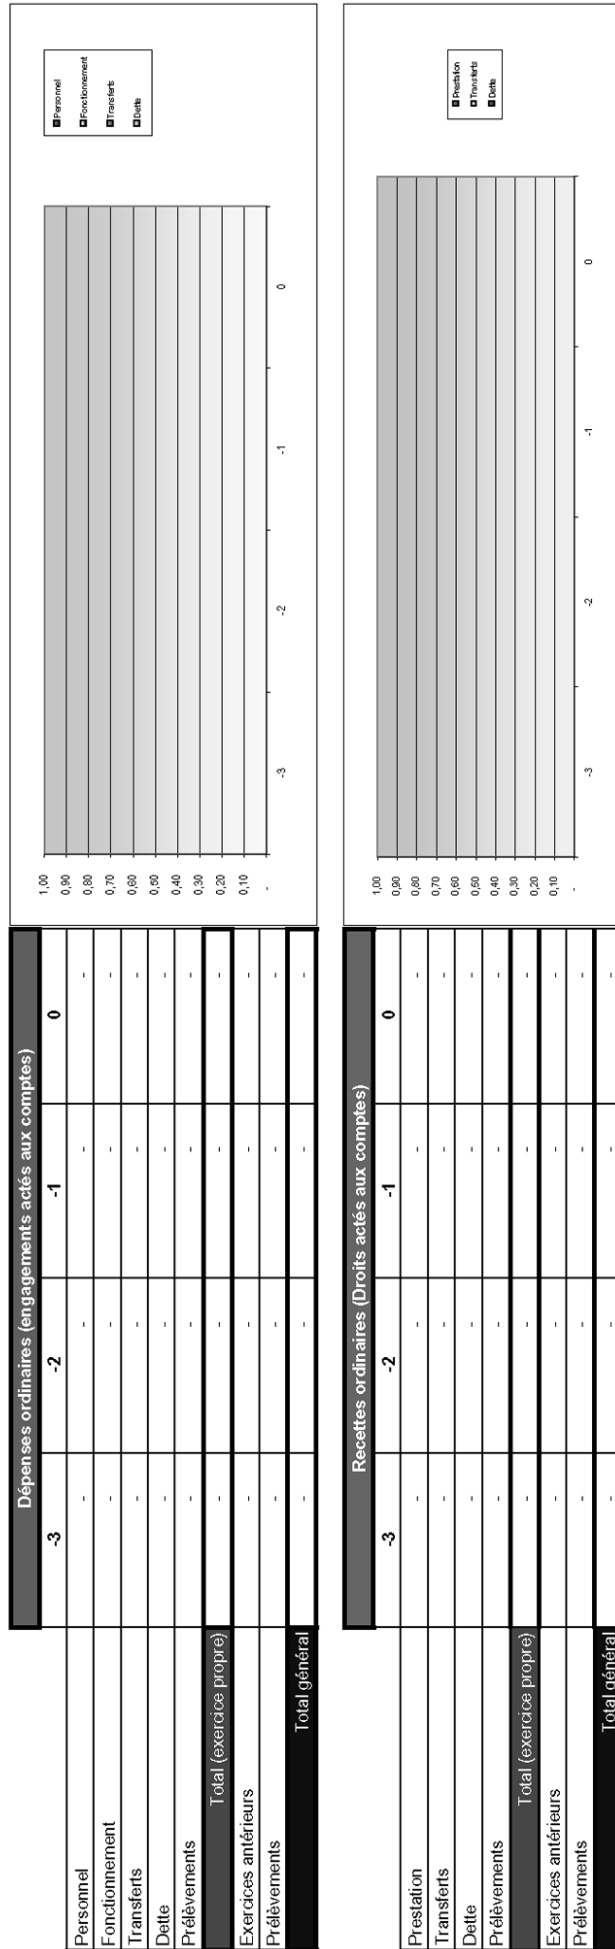 Dépenses ordinaires (engagements actés aux comptes)
-3 -2 -1 0
Personnel - - - -
Fonctionnement - - - -
Transferts - - - -
Dette - - - -
Prélèvements - - - -
Total (exercice propre) - - - -
Exercices antérieurs - - - -
Prélèvements - - - -
Total général - - - -
1,00
0,90
0,80
0,70
0,60
0,50
0,40
0,30
0,20
0,10
-
-3 -2 -1 0
Personnel
Fonctionnement
Transferts
Dette
Recettes ordinaires (Droits actés aux comptes)
-3 -2 -1 0
Prestation - - - -
Transferts - - - -
Dette - - - -
Prélèvements - - - -
Total (exercice propre) - - - -
Exercices antérieurs - - - -
Prélèvements - - - -
Total général - - - -
1,00
0,90
0,80
0,70
0,60
0,50
0,40
0,30
0,20
0,10
-
-3 -2 -1 0
Prestation
Transferts
Dette